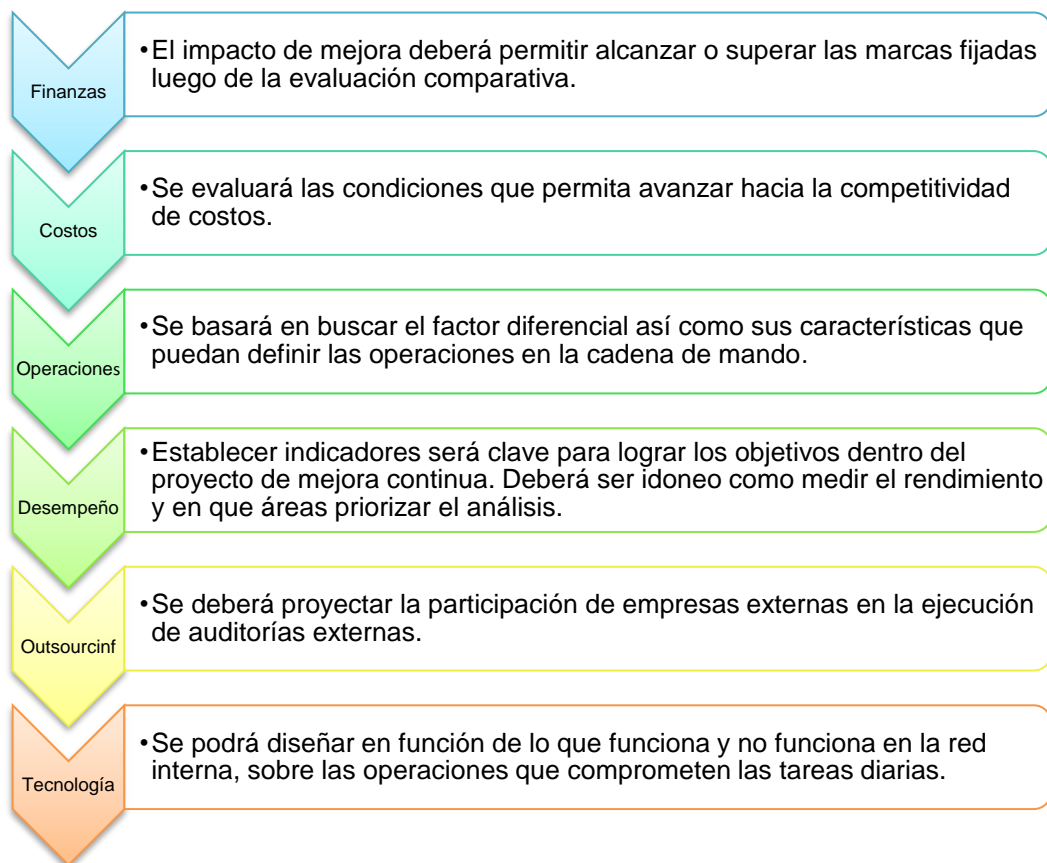 Finanzas
•El impacto de mejora deberá permitir alcanzar o superar las marcas fijadas
luego de la evaluación comparativa.
Costos
•Se evaluará las condiciones que permita avanzar hacia la competitividad
de costos.
Operaciones
•Se basará en buscar el factor diferencial así como sus características que
puedan definir las operaciones en la cadena de mando.
Desempeño
•Establecer indicadores será clave para lograr los objetivos dentro del
proyecto de mejora continua. Deberá ser idoneo como medir el rendimiento
y en que áreas priorizar el análisis.
Outsourcinf
•Se deberá proyectar la participación de empresas externas en la ejecución
de auditorías externas.
Tecnología
•Se podrá diseñar en función de lo que funciona y no funciona en la red
interna, sobre las operaciones que comprometen las tareas diarias.